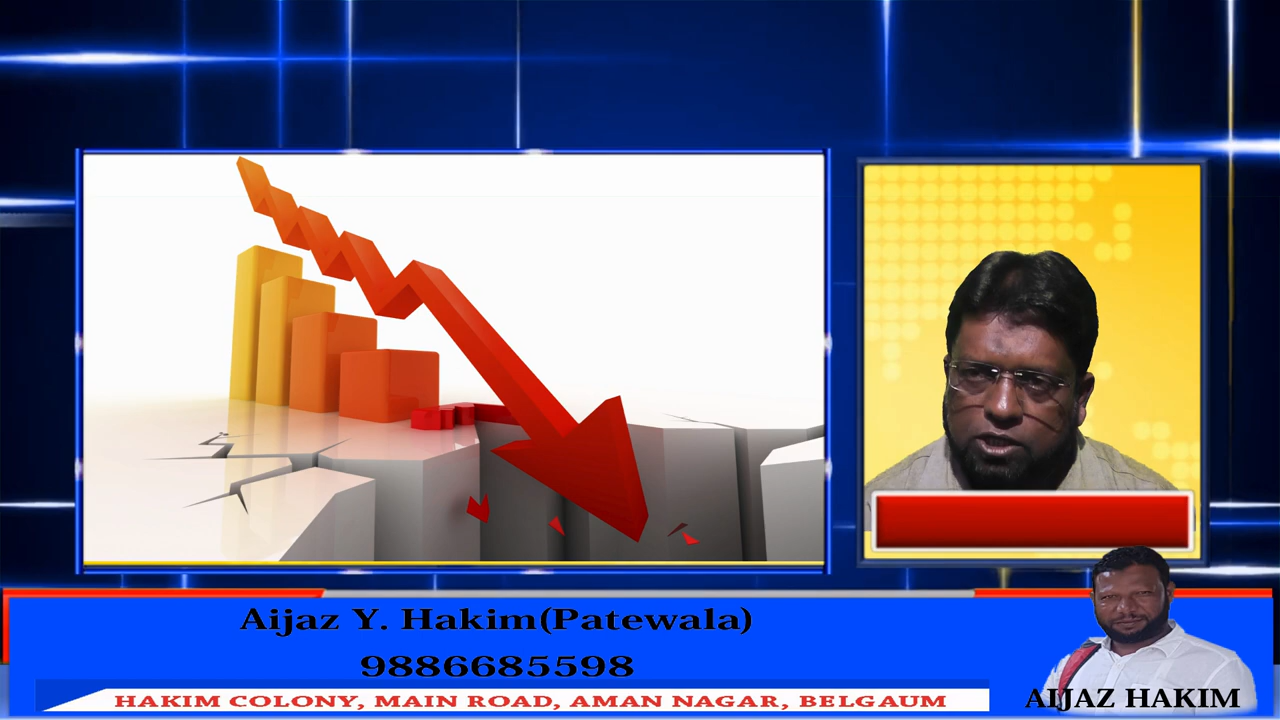 Aijaz Y. Hakim(Patewala)
9886685598
HAKIM COLONY, MAIN ROAD, AMAN NAGAR, BELGAUM
AIJAZ HAKIM